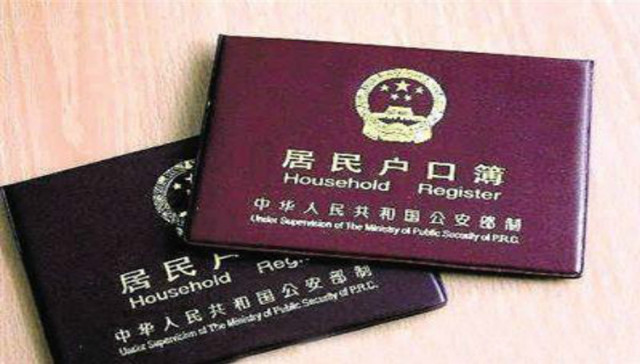 居民户口簿
Household Register
中华人民共和国公安部制
Under Supervision of The Ministry of Public Security of P.R.C.
居民户
Household Reg
中华人民共和国公安部制
Under Supervision of The Ministry of Public Security of P.R.C.